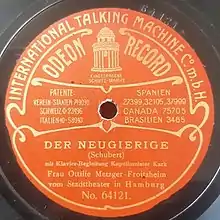 INTERNATIONAL TALKING MACHINE Co. m.b.H.
ODEON RECORD
PATENTE
SPANIEN
CANADA 75705
BRASILIEN 3485
DER NEUGIERIGE
(Schubert)
mit Klavier-Begleitung Kapellmeister Kark
Frau Ottilie Metzger-Froitzheim
vom Stadttheater in Hamburg
No. 64121.